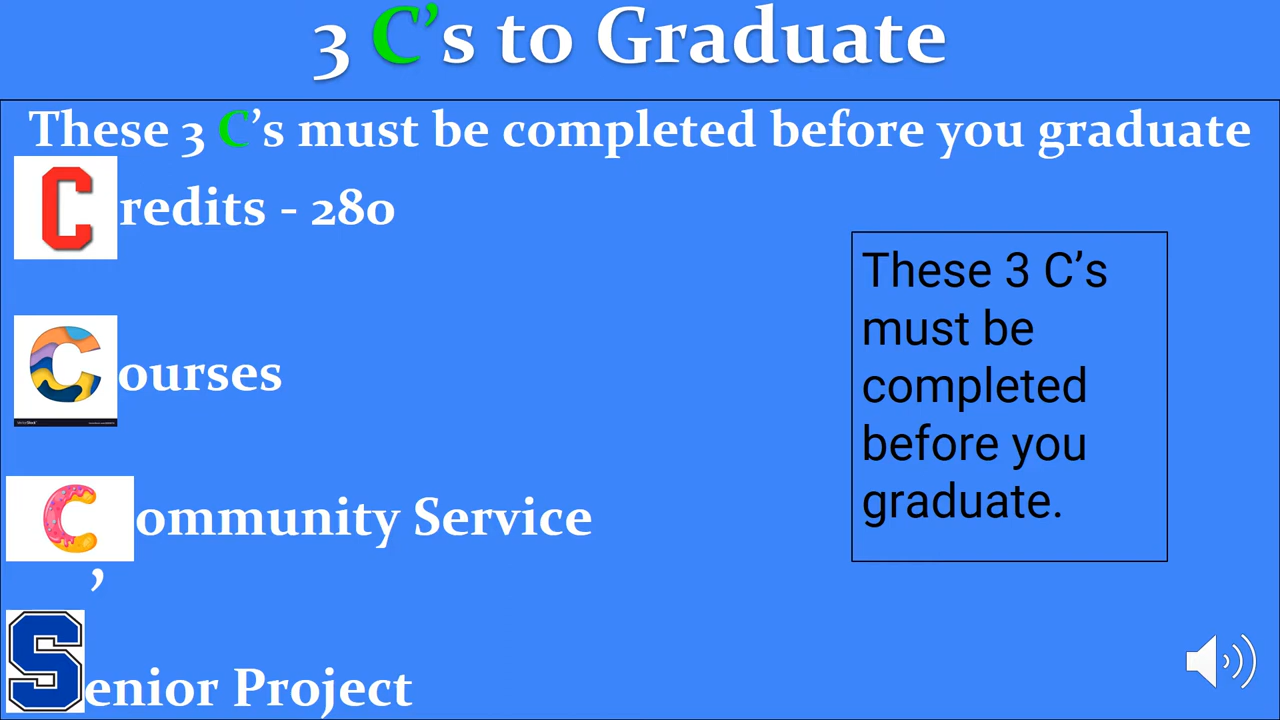 3 C's to Graduate
These 3 C's must be completed before you graduate
Credits - 280
Courses
Community Service
’
Senior Project
These 3 C’s
must be
completed
before you
graduate.